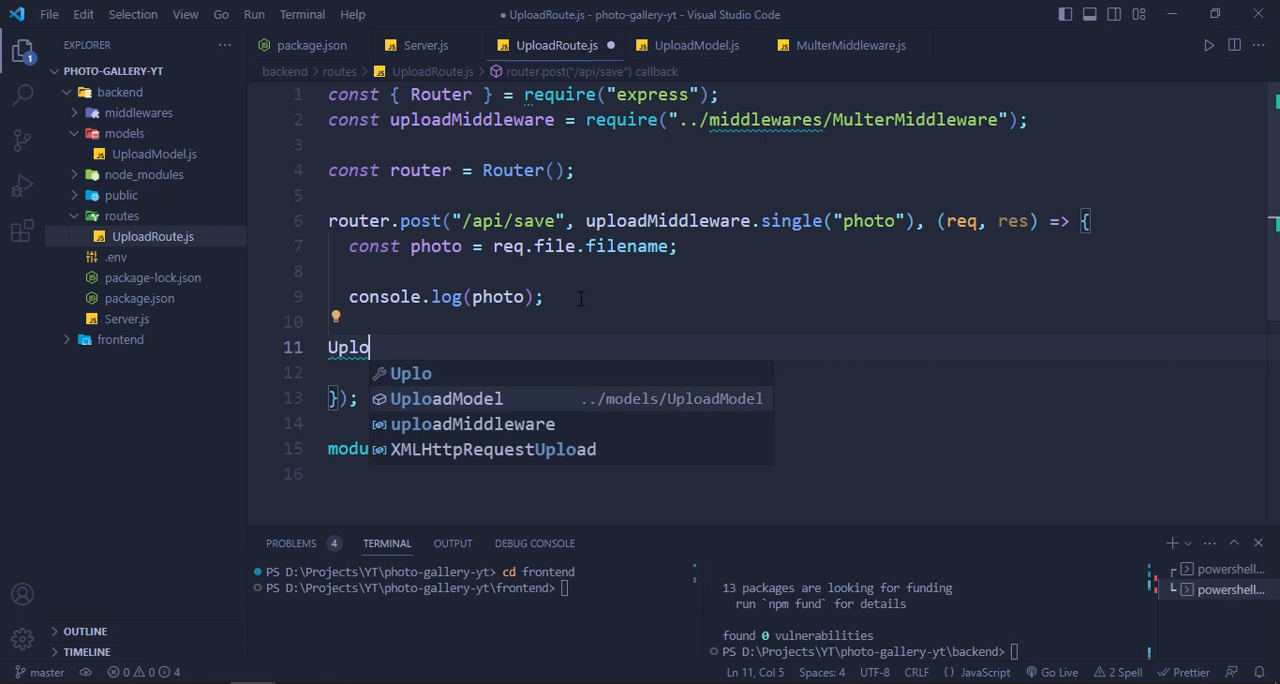 File Edit Selection View Go Run Terminal Help
● UploadRoute.js - photo-gallery-yt - Visual Studio Code
EXPLORER
1
PHOTO-GALLERY-YT
backend
middlewares
models
UploadModel.js
node_modules
public
routes
UploadRoute.js
.env
package-lock.json
package.json
Server.js
frontend
OUTLINE
TIMELINE
package.json Server.js UploadRoute.js UploadModel.js MulterMiddleware.js
backend › routes › UploadRoute.js › router.post("/api/save") callback
1 const { Router } = require("express");
2 const uploadMiddleware = require("../middlewares/MulterMiddleware");
3
4 const router = Router();
5
6 router.post("/api/save", uploadMiddleware.single("photo"), (req, res) => {
7 const photo = req.file.filename;
8
9 console.log(photo);
10
11 Uplo
12
13 });
14
15 modu
16
Uplo
UploadModel ../models/UploadModel
uploadMiddleware
XMLHttpRequestUpload
PROBLEMS 4 TERMINAL OUTPUT DEBUG CONSOLE
PS D:\Projects\YT\photo-gallery-yt> cd frontend
PS D:\Projects\YT\photo-gallery-yt\frontend>
13 packages are looking for funding
run `npm fund` for details
found 0 vulnerabilities
PS D:\Projects\YT\photo-gallery-yt\backend>
powershell...
powershell...
master 0 0 4 Ln 11, Col 5 Spaces: 4 UTF-8 CRLF { } JavaScript Go Live 2 Spell Prettier